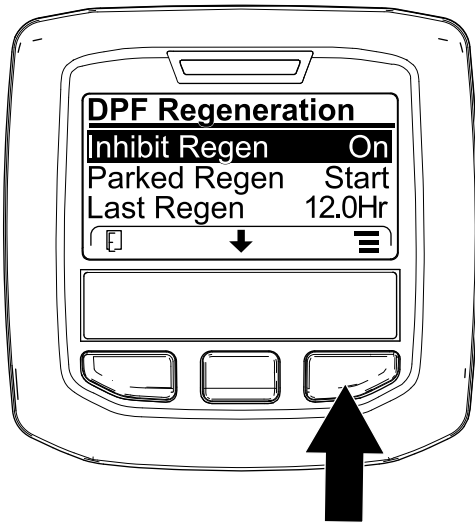 DPF Regeneration
Inhibit Regen On
Parked Regen Start
Last Regen 12.0Hr